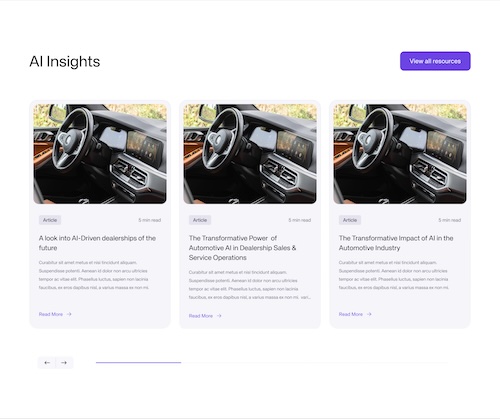 AI Insights
View all resources
Article
5 min read
A look into AI-Driven dealerships of the
future
Curabitur sit amet metus et nisl tincidunt aliquam.
Suspendisse potenti. Aenean id dolor non arcu ultricies
tempor ac vitae elit. Phasellus luctus, sapien non lacinia
faucibus, ex eros dapibus nisl, a varius massa ex non mi.
Read More →
Article
5 min read
The Transformative Power of
Automotive AI in Dealership Sales &
Service Operations
Curabitur sit amet metus et nisl tincidunt aliquam.
Suspendisse potenti. Aenean id dolor non arcu ultricies
tempor ac vitae elit. Phasellus luctus, sapien non lacinia
faucibus, ex eros dapibus nisl, a varius massa ex non mi. van...
Read More →
Article
5 min read
The Transformative Impact of AI in the
Automotive Industry
Curabitur sit amet metus et nisl tincidunt aliquam.
Suspendisse potenti. Aenean id dolor non arcu ultricies
tempor ac vitae elit. Phasellus luctus, sapien non lacinia
faucibus, ex eros dapibus nisl, a varius massa ex non mi.
Read More →